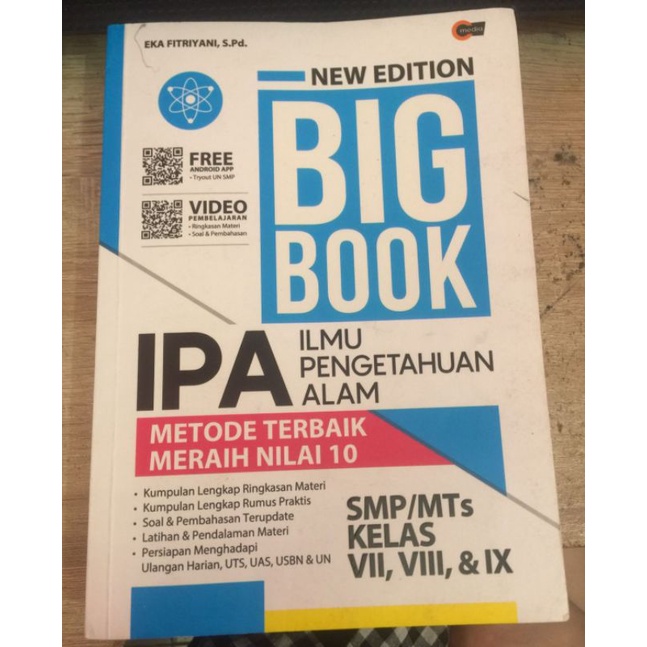 EKA FITRIYANI, S.Pd.
media
NEW EDITION
BIG
BOOK
FREE
ANDROID APP
• Tryout UN SMP
VIDEO
PEMBELAJARAN
• Ringkasan Materi
• Soal & Pembahasan
IPA
ILMU
PENGETAHUAN
ALAM
METODE TERBAIK
MERAIH NILAI 10
• Kumpulan Lengkap Ringkasan Materi
• Kumpulan Lengkap Rumus Praktis
• Soal & Pembahasan Terupdate
• Latihan & Pendalaman Materi
• Persiapan Menghadapi
Ulangan Harian, UTS, UAS, USBN & UN
SMP/MTs
KELAS
VII, VIII, & IX